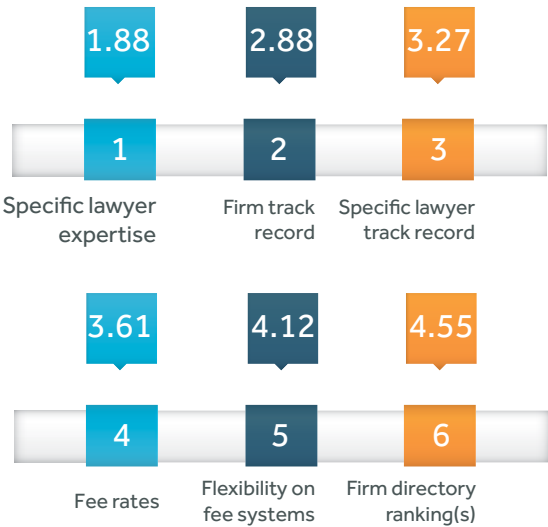 1.88 2.88 3.27
1 2 3
Specific lawyer expertise
Firm track record
Specific lawyer track record
3.61 4.12 4.55
4 5 6
Fee rates
Flexibility on fee systems
Firm directory ranking(s)